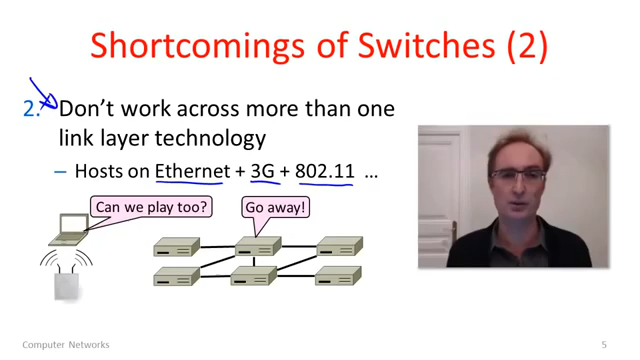 Shortcomings of Switches (2)
2. Don't work across more than one
link layer technology
– Hosts on Ethernet + 3G + 802.11 ...
Can we play too?
Go away!
Computer Networks
5